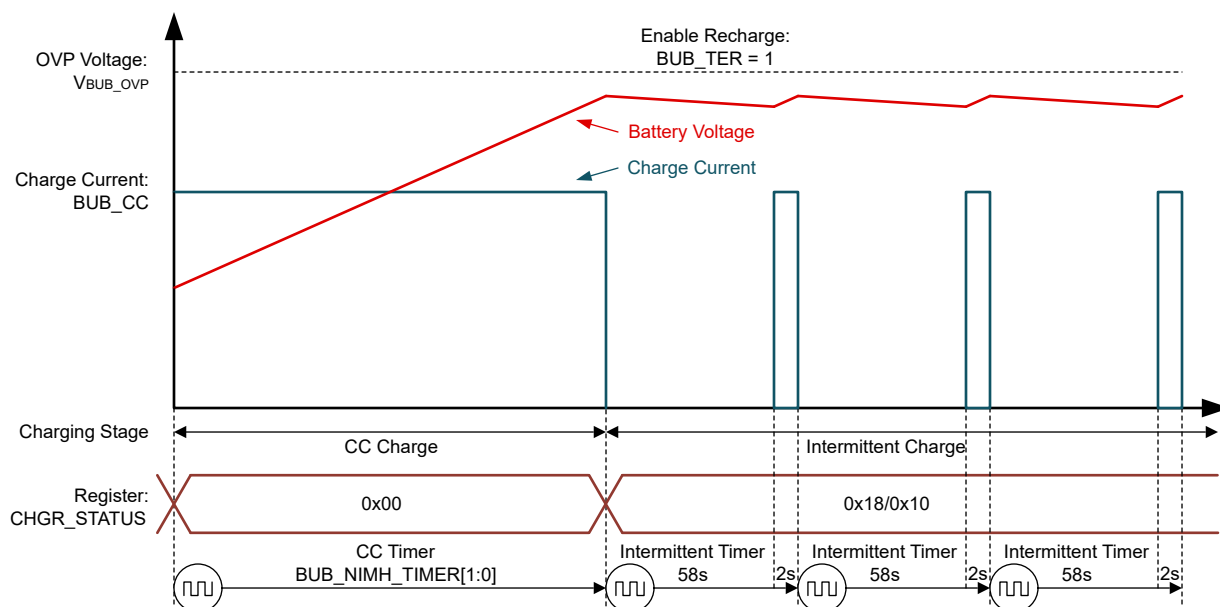 Enable Recharge:
BUB_TER = 1
OVP Voltage:
VBUB_OVP
Battery Voltage
Charge Current
Charge Current:
BUB_CC
Charging Stage
CC Charge
Intermittent Charge
Register:
CHGR_STATUS
0x00
0x18/0x10
CC Timer
BUB_NIMH_TIMER[1:0]
Intermittent Timer
58s
2s
Intermittent Timer
58s
2s
Intermittent Timer
58s
2s